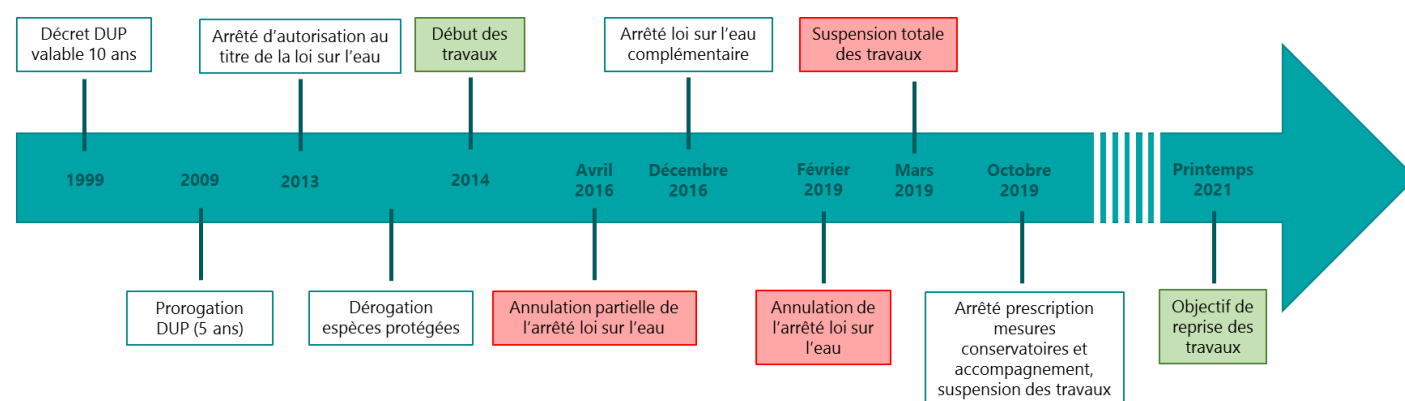 Décret DUP
valable 10 ans
Arrêté d'autorisation au
titre de la loi sur l'eau
Début des
travaux
Arrêté loi sur l'eau
complémentaire
Suspension totale
des travaux
1999
2009
2013
2014
Avril
2016
Décembre
2016
Février
2019
Mars
2019
Octobre
2019
Printemps
2021
Prorogation
DUP (5 ans)
Dérogation
espèces protégées
Annulation partielle de
l'arrêté loi sur l'eau
Annulation de
l'arrêté loi sur
l'eau
Arrêté prescription
mesures
conservatoires et
accompagnement,
suspension des travaux
Objectif de
reprise des
travaux